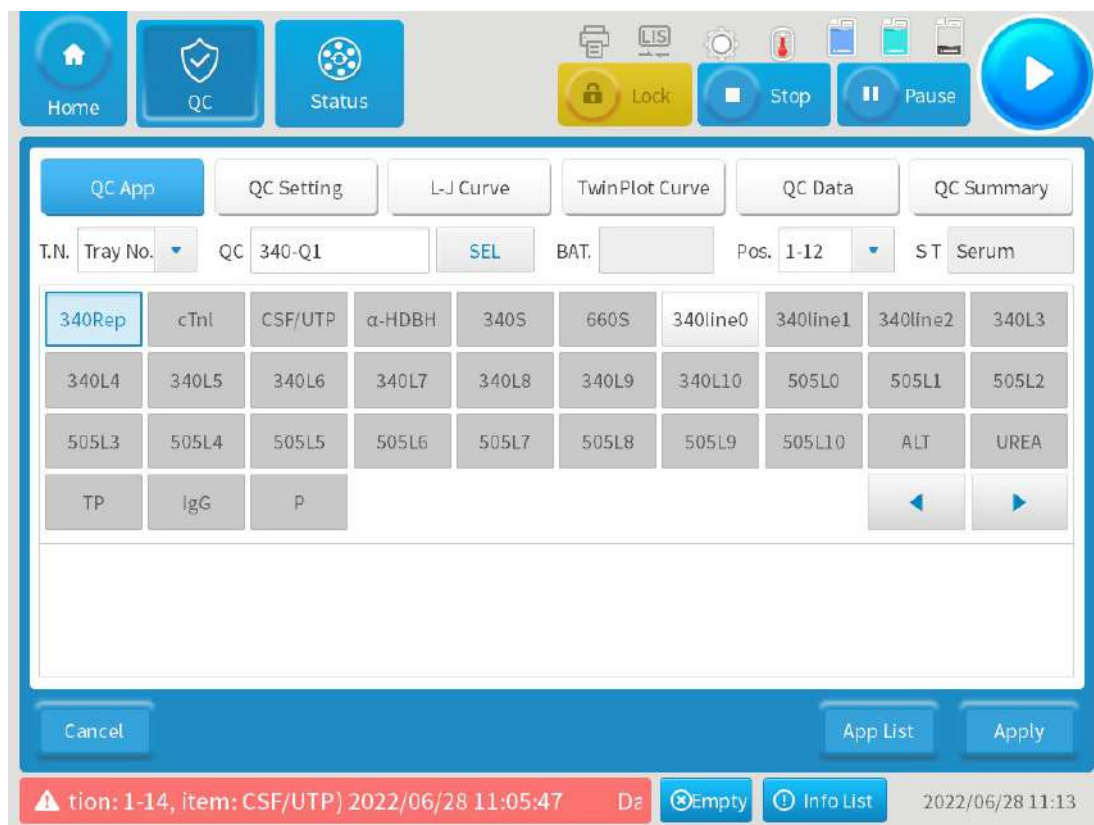 LIS
Home QC Status Lock Stop Pause
QC App QC Setting L-J Curve TwinPlot Curve QC Data QC Summary
T.N. Tray No. QC 340-Q1 SEL BAT. Pos. 1-12 S T Serum
340Rep cTnl CSF/UTP α-HDBH 340S 660S 340line0 340line1 340line2 340L3
340L4 340L5 340L6 340L7 340L8 340L9 340L10 505L0 505L1 505L2
505L3 505L4 505L5 505L6 505L7 505L8 505L9 505L10 ALT UREA
TP IgG P
Cancel App List Apply
tion: 1-14, item: CSF/UTP) 2022/06/28 11:05:47 Da Empty Info List 2022/06/28 11:13